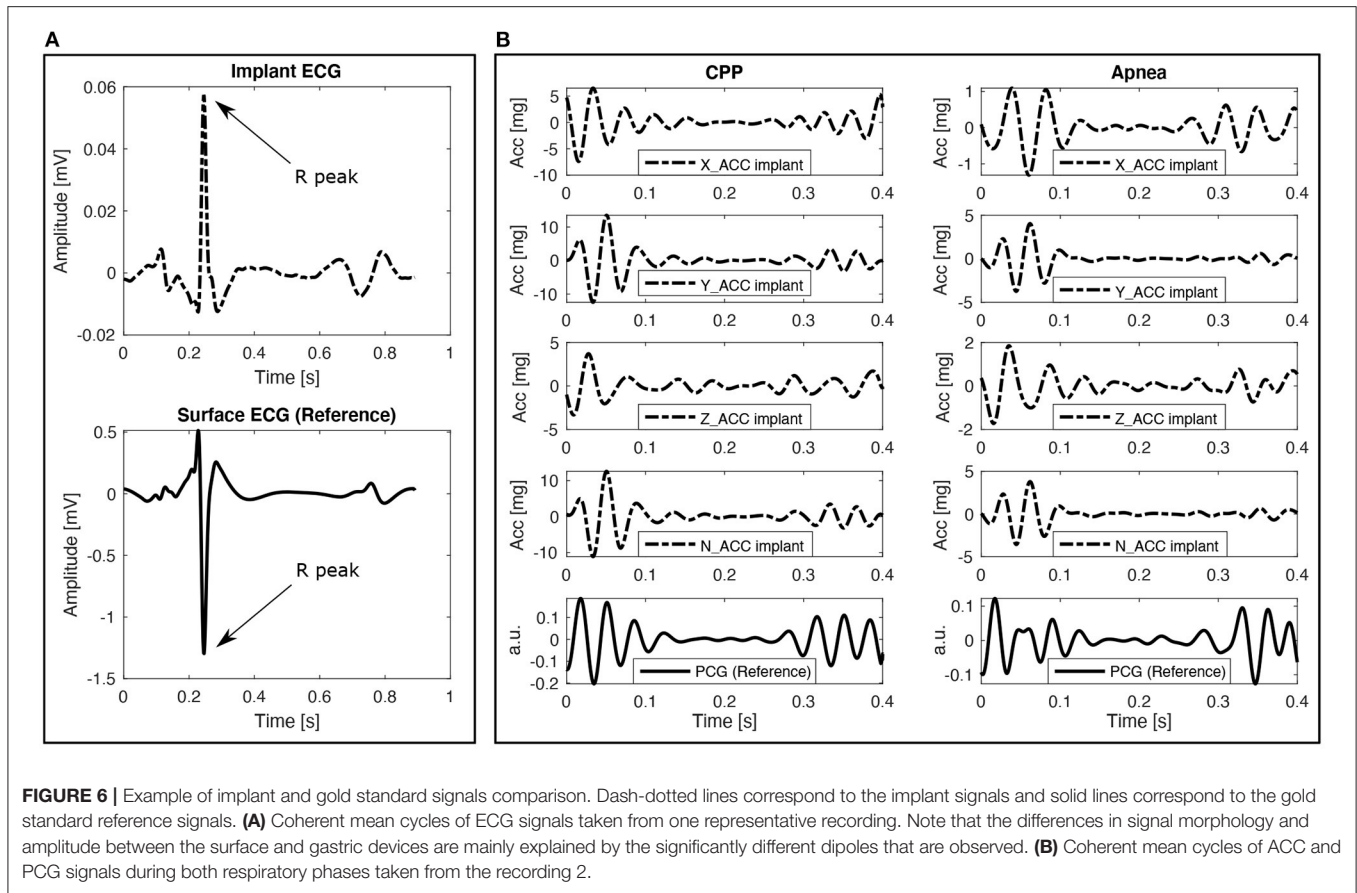 A
Implant ECG
0.06
0.04
0.02
0
-0.02
Amplitude [mV]
R peak
0 0.2 0.4 0.6 0.8 1
Time [s]
Surface ECG (Reference)
0.5
0
-0.5
-1
-1.5
Amplitude [mV]
R peak
0 0.2 0.4 0.6 0.8 1
Time [s]
B
CPP
5
0
-5
-10
Acc [mg]
X_ACC implant
0 0.1 0.2 0.3 0.4
10
0
-10
Acc [mg]
Y_ACC implant
0 0.1 0.2 0.3 0.4
5
0
-5
Acc [mg]
Z_ACC implant
0 0.1 0.2 0.3 0.4
10
0
-10
Acc [mg]
N_ACC implant
0 0.1 0.2 0.3 0.4
0.1
0
-0.1
-0.2
a.u.
PCG (Reference)
0 0.1 0.2 0.3 0.4
Time [s]
Apnea
1
0
-1
Acc [mg]
X_ACC implant
0 0.1 0.2 0.3 0.4
5
0
-5
Acc [mg]
Y_ACC implant
0 0.1 0.2 0.3 0.4
2
0
-2
Acc [mg]
Z_ACC implant
0 0.1 0.2 0.3 0.4
5
0
-5
Acc [mg]
N_ACC implant
0 0.1 0.2 0.3 0.4
0.1
0
-0.1
a.u.
PCG (Reference)
0 0.1 0.2 0.3 0.4
Time [s]
FIGURE 6 | Example of implant and gold standard signals comparison. Dash-dotted lines correspond to the implant signals and solid lines correspond to the gold
standard reference signals. (A) Coherent mean cycles of ECG signals taken from one representative recording. Note that the differences in signal morphology and
amplitude between the surface and gastric devices are mainly explained by the significantly different dipoles that are observed. (B) Coherent mean cycles of ACC and
PCG signals during both respiratory phases taken from the recording 2.